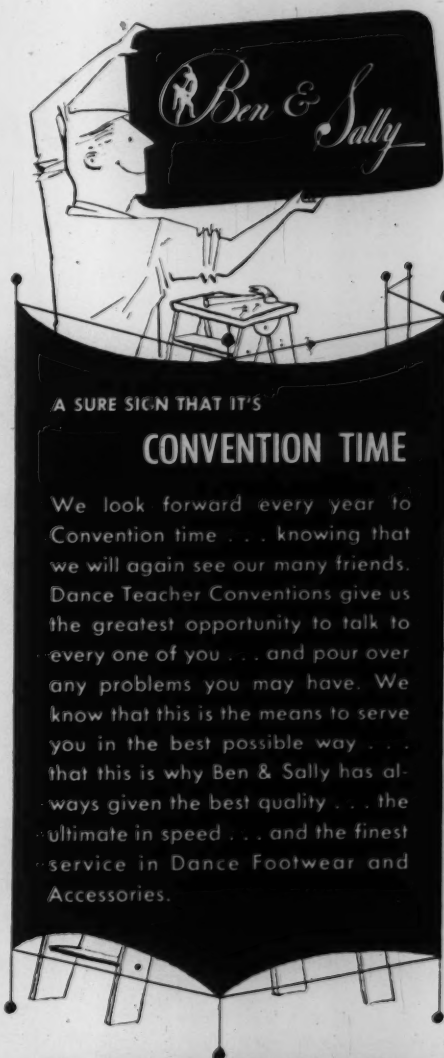 Ben & Sally
A SURE SIGN THAT IT'S
CONVENTION TIME
We look forward every year to
Convention time . . . knowing that
we will again see our many friends.
Dance Teacher Conventions give us
the greatest opportunity to talk to
every one of you . . . and pour over
any problems you may have. We
know that this is the means to serve
you in the best possible way . . .
that this is why Ben & Sally has al-
ways given the best quality . . . the
ultimate in speed . . . and the finest
service in Dance Footwear and
Accessories.